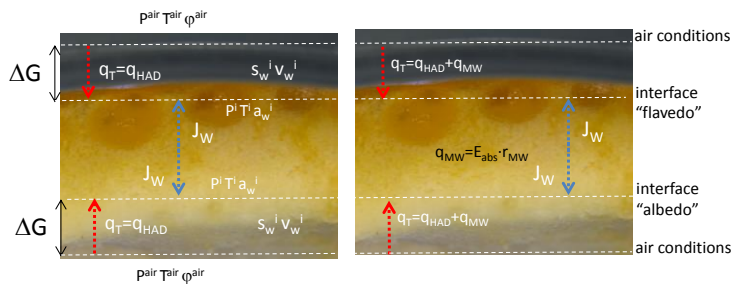 P^air T^air φ^air
ΔG
q_T=q_HAD
s_w^i v_w^i
P^i T^i a_w^i
J_W
J_W
P^i T^i a_w^i
ΔG
q_T=q_HAD
s_w^i v_w^i
P^air T^air φ^air
q_T=q_HAD+q_MW
J_W
q_MW=E_abs·r_MW
J_W
q_T=q_HAD+q_MW
air conditions
interface
"flavedo"
interface
"albedo"
air conditions